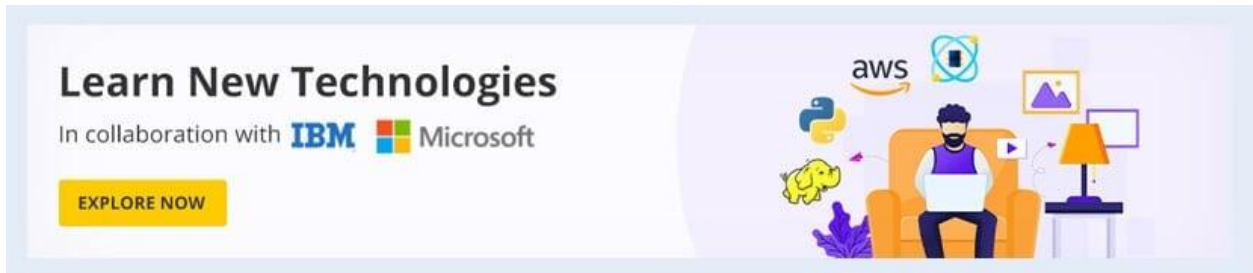 Learn New Technologies
In collaboration with IBM Microsoft
EXPLORE NOW
aws